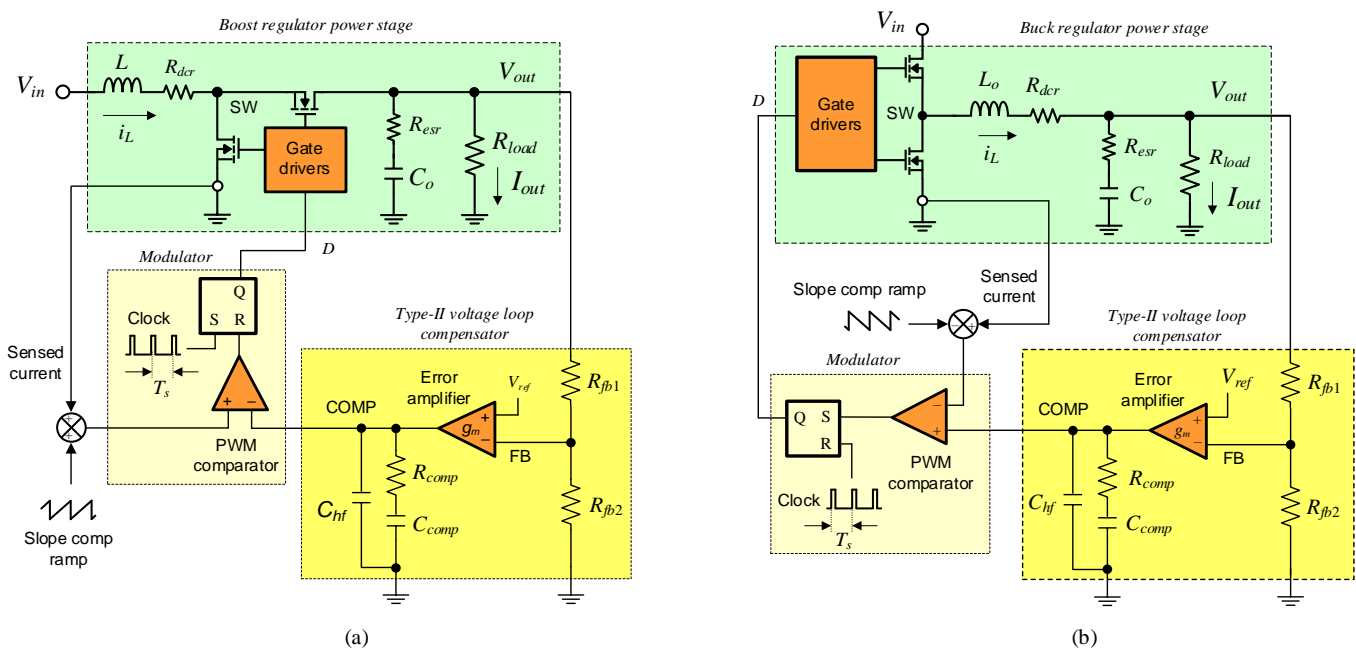 Boost regulator power stage
L
R_dcr
V_in
i_L
SW
V_out
Gate
drivers
R_esr
C_o
R_load
I_out
D
Modulator
Q
S R
Clock
T_s
Sensed
current
+
+
+ −
PWM
comparator
Slope comp
ramp
Type-II voltage loop
compensator
Error
amplifier
V_ref
COMP
g_m
+
−
FB
R_fb1
R_fb2
R_comp
C_hf
C_comp
(a)
V_in
Buck regulator power stage
D
Gate
drivers
SW
L_o
R_dcr
V_out
i_L
R_esr
C_o
R_load
I_out
Slope comp ramp
Sensed
current
− +
Modulator
Q
S
R
−
+
PWM
comparator
Clock
T_s
Type-II voltage loop
compensator
Error
amplifier
V_ref
COMP
g_m
+
−
FB
R_fb1
R_fb2
R_comp
C_hf
C_comp
(b)